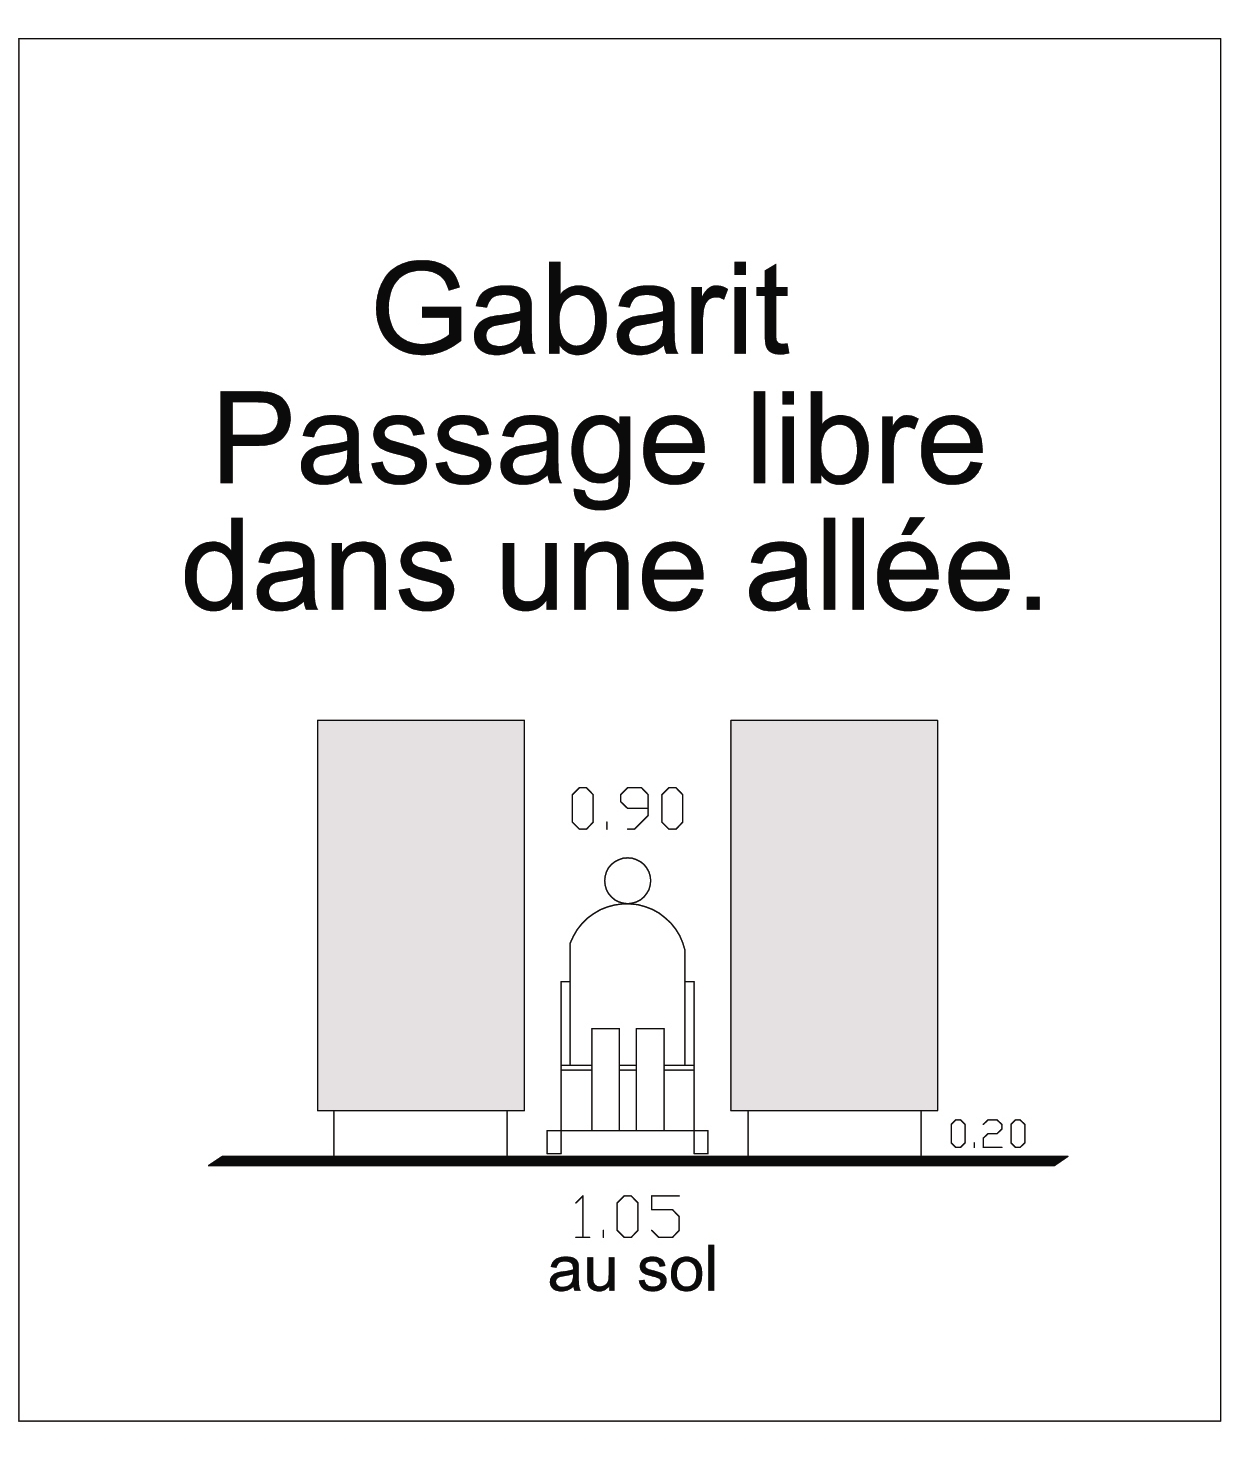 Gabarit
Passage libre
dans une allée.
0.90
0.20
1.05
au sol